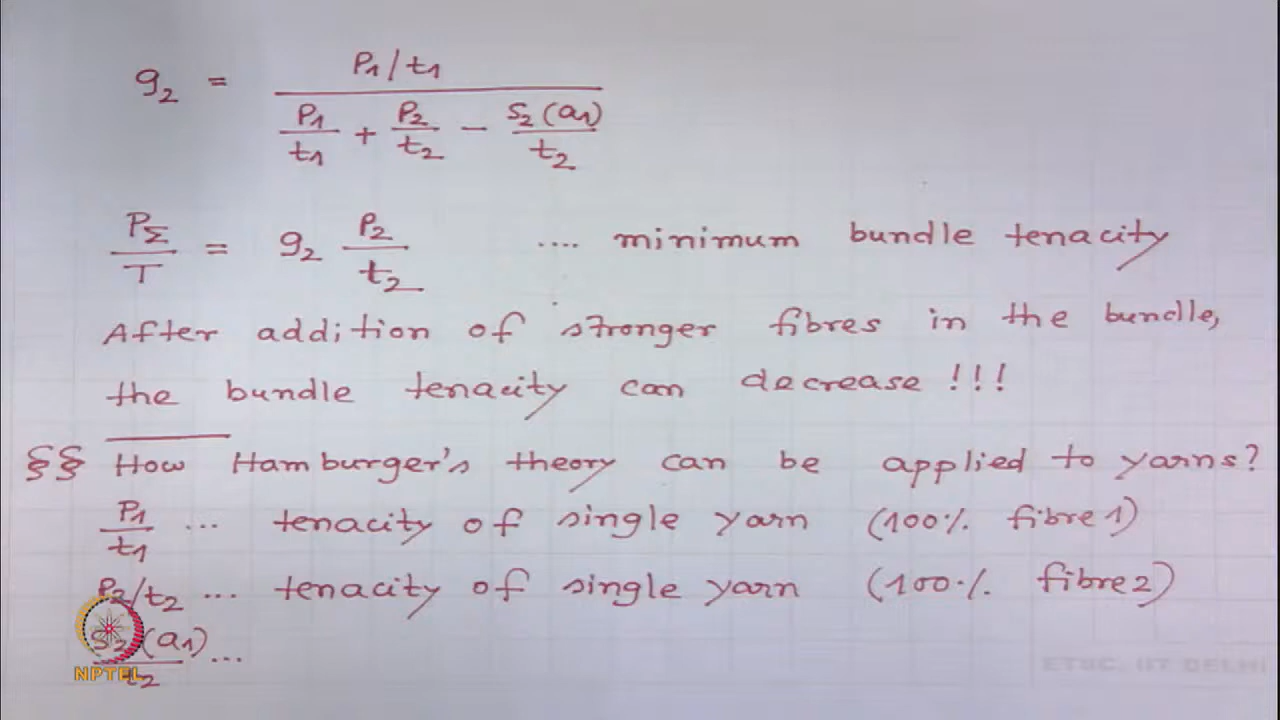 g₂ = P₁/t₁ / (P₁/t₁ + P₂/t₂ − S₂(a₁)/t₂)
P_Σ/T = g₂ P₂/t₂ .... minimum bundle tenacity
After addition of stronger fibres in the bundle,
the bundle tenacity can decrease !!!
§§ How Hamburger's theory can be applied to yarns?
P₁/t₁ ... tenacity of single yarn (100% fibre 1)
P₂/t₂ ... tenacity of single yarn (100% fibre 2)
S₂(a₁)/t₂ ...
NPTEL
ETSC, IIT DELHI